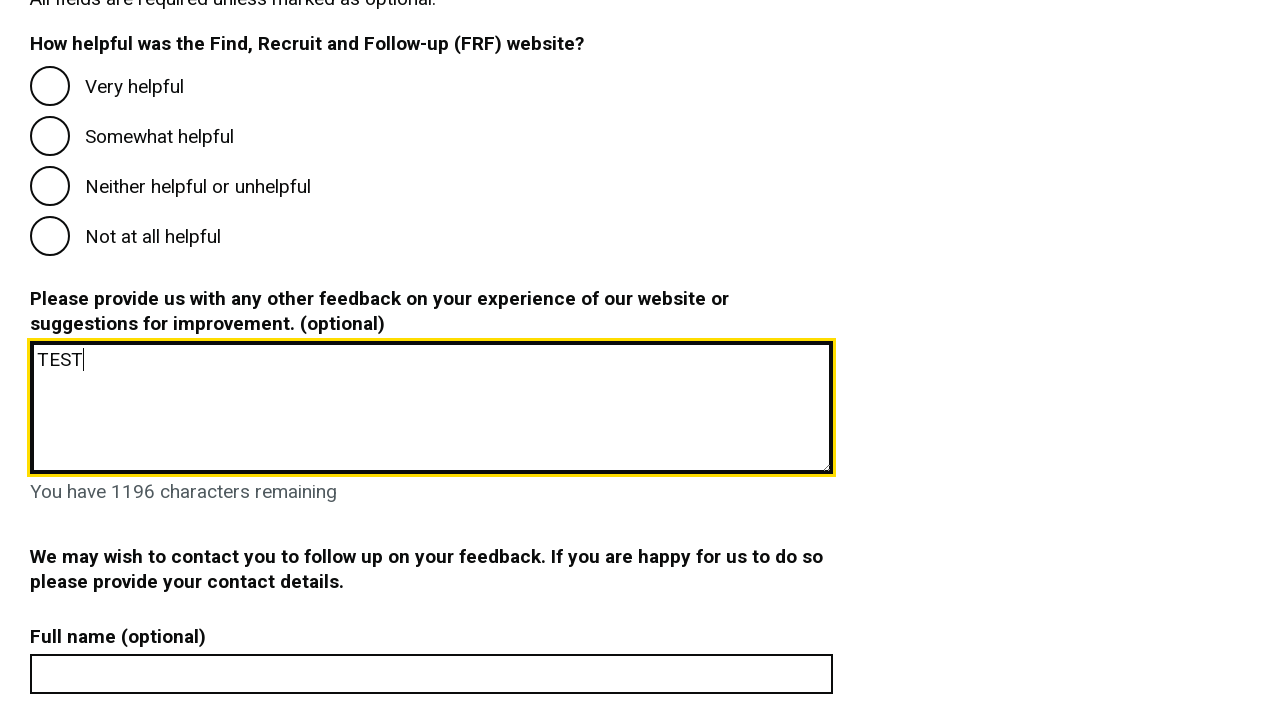 All fields are required unless marked as optional.
How helpful was the Find, Recruit and Follow-up (FRF) website?
Very helpful
Somewhat helpful
Neither helpful or unhelpful
Not at all helpful
Please provide us with any other feedback on your experience of our website or
suggestions for improvement. (optional)
TEST
You have 1196 characters remaining
We may wish to contact you to follow up on your feedback. If you are happy for us to do so
please provide your contact details.
Full name (optional)